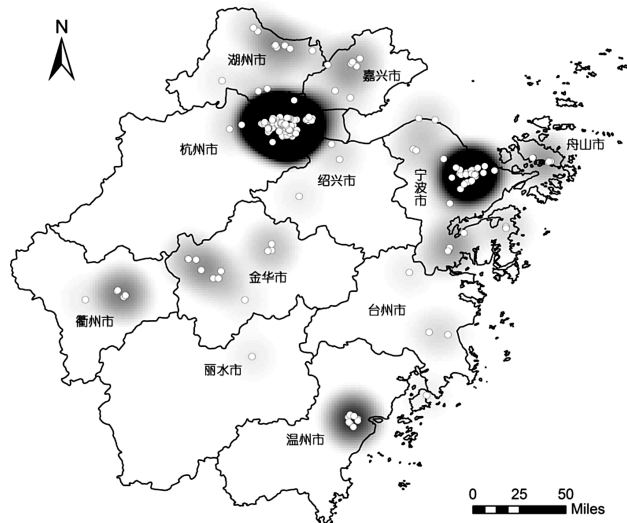 N
湖州市
嘉兴市
杭州市
绍兴市
宁波市
舟山市
金华市
衢州市
台州市
丽水市
温州市
0 25 50
Miles